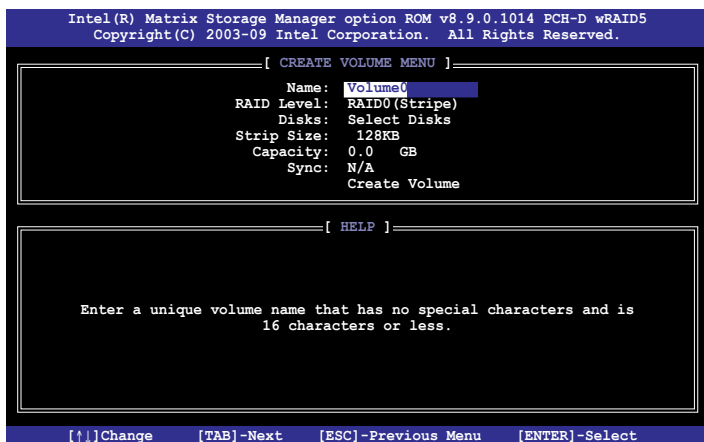 Intel(R) Matrix Storage Manager option ROM v8.9.0.1014 PCH-D wRAID5
Copyright(C) 2003-09 Intel Corporation. All Rights Reserved.
[ CREATE VOLUME MENU ]
Name: Volume0
RAID Level: RAID0(Stripe)
Disks: Select Disks
Strip Size: 128KB
Capacity: 0.0 GB
Sync: N/A
Create Volume
[ HELP ]
Enter a unique volume name that has no special characters and is
16 characters or less.
[↑↓]Change [TAB]-Next [ESC]-Previous Menu [ENTER]-Select